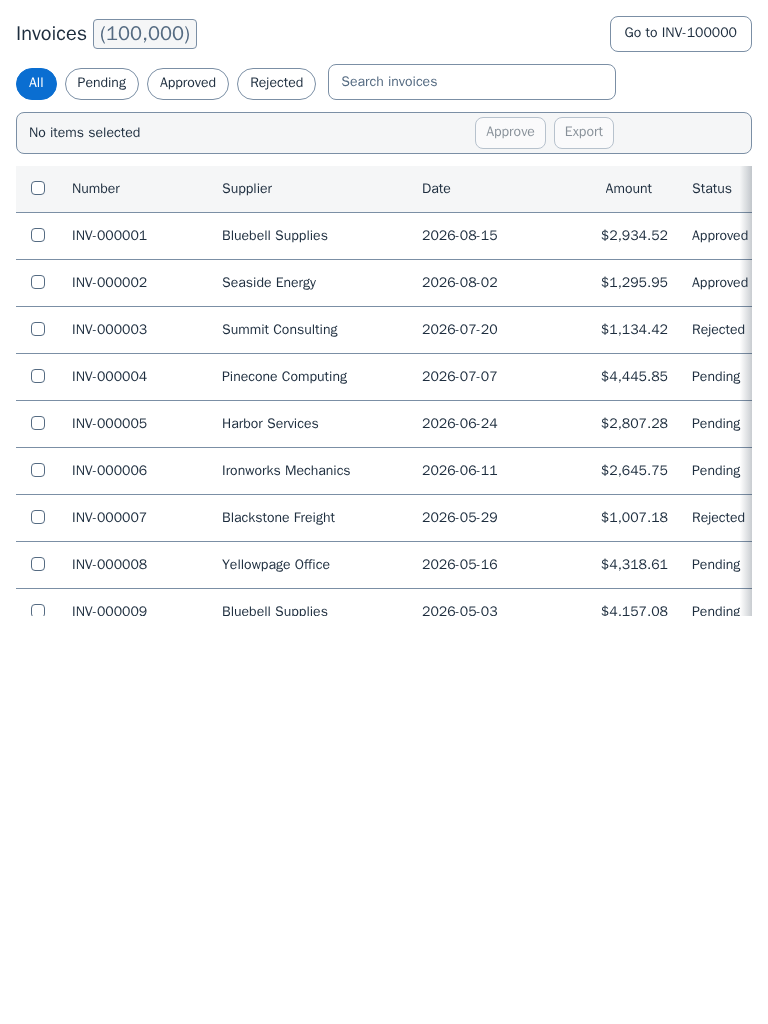 Invoices (100,000) Go to INV-100000
All Pending Approved Rejected Search invoices
No items selected Approve Export
Number Supplier Date Amount Status
INV-000001 Bluebell Supplies 2026-08-15 $2,934.52 Approved
INV-000002 Seaside Energy 2026-08-02 $1,295.95 Approved
INV-000003 Summit Consulting 2026-07-20 $1,134.42 Rejected
INV-000004 Pinecone Computing 2026-07-07 $4,445.85 Pending
INV-000005 Harbor Services 2026-06-24 $2,807.28 Pending
INV-000006 Ironworks Mechanics 2026-06-11 $2,645.75 Pending
INV-000007 Blackstone Freight 2026-05-29 $1,007.18 Rejected
INV-000008 Yellowpage Office 2026-05-16 $4,318.61 Pending
INV-000009 Bluebell Supplies 2026-05-03 $4,157.08 Pending